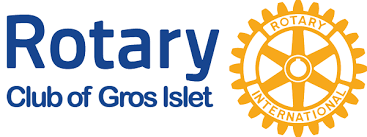 Rotary
Club of Gros Islet
ROTARY
INTERNATIONAL